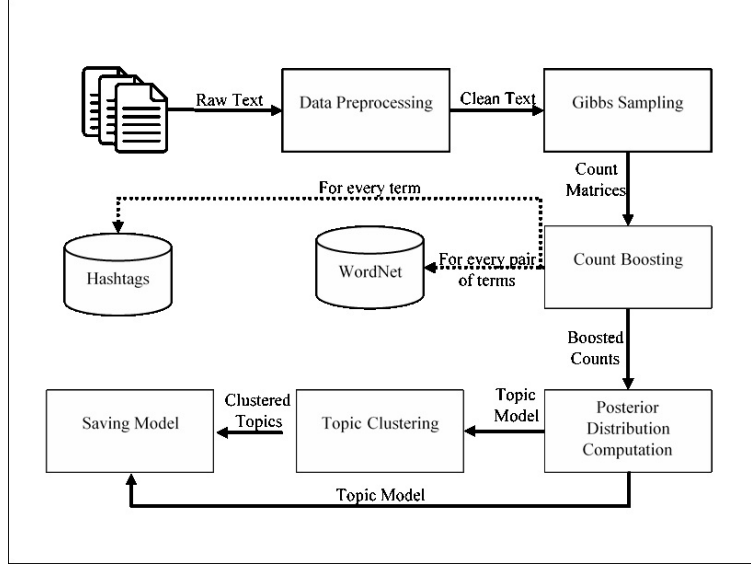 Raw Text
Data Preprocessing
Clean Text
Gibbs Sampling
Count
Matrices
For every term
Hashtags
WordNet
For every pair
of terms
Count Boosting
Boosted
Counts
Saving Model
Clustered
Topics
Topic Clustering
Topic
Model
Posterior
Distribution
Computation
Topic Model